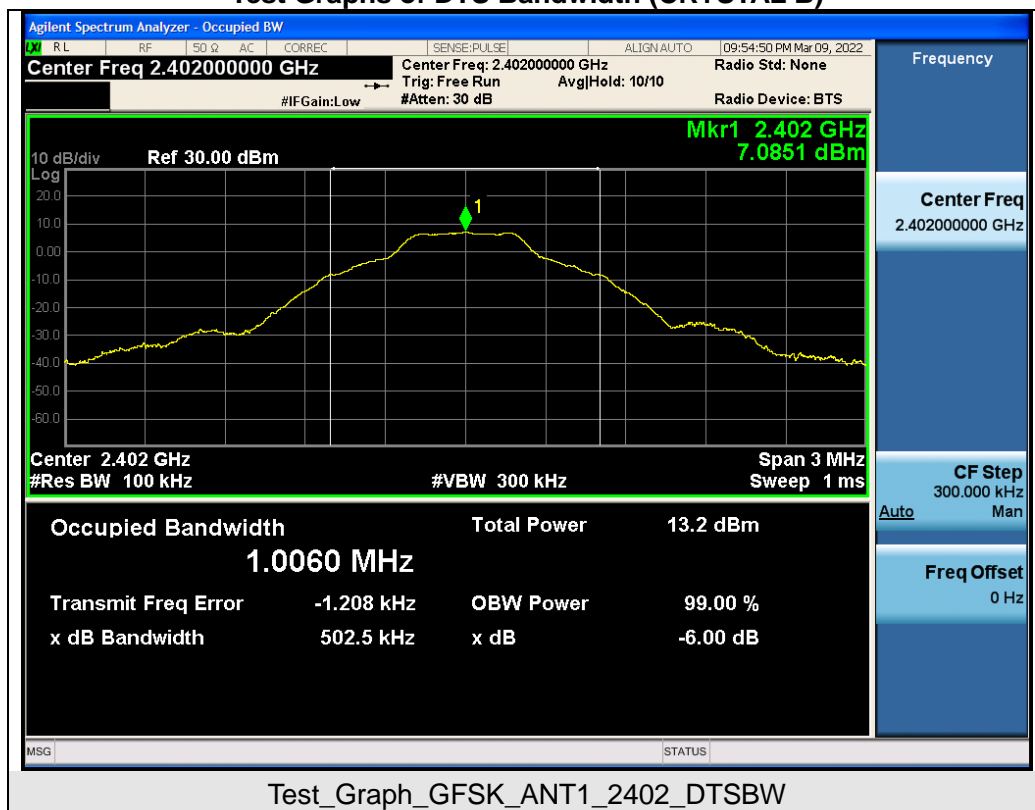 Test Graphs of DTS Bandwidth (CRYSTAL B)
Agilent Spectrum Analyzer - Occupied BW
LXI RL RF 50 Ω AC CORREC SENSE:PULSE ALIGN AUTO 09:54:50 PM Mar 09, 2022
Center Freq 2.402000000 GHz
Center Freq: 2.402000000 GHz
Radio Std: None
Trig: Free Run Avg|Hold: 10/10
#IFGain:Low #Atten: 30 dB Radio Device: BTS
Frequency
Mkr1 2.402 GHz
7.0851 dBm
10 dB/div Ref 30.00 dBm
Log
20.0
10.0
0.00
-10.0
-20.0
-30.0
-40.0
-50.0
-60.0
1
Center 2.402 GHz Span 3 MHz
#Res BW 100 kHz #VBW 300 kHz Sweep 1 ms
Center Freq
2.402000000 GHz
CF Step
300.000 kHz
Auto Man
Freq Offset
0 Hz
Occupied Bandwidth Total Power 13.2 dBm
1.0060 MHz
Transmit Freq Error -1.208 kHz OBW Power 99.00 %
x dB Bandwidth 502.5 kHz x dB -6.00 dB
MSG STATUS
Test_Graph_GFSK_ANT1_2402_DTSBW